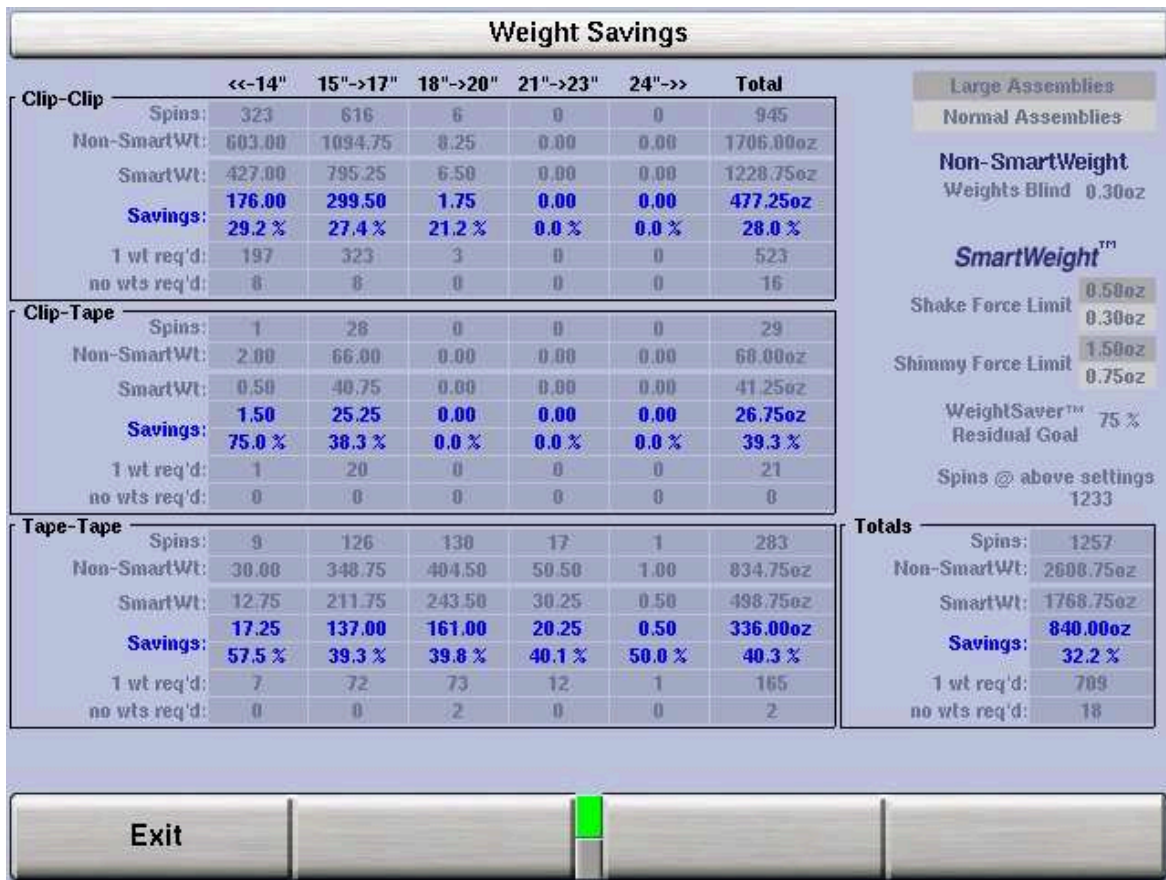 Weight Savings
<<-14" 15"->17" 18"->20" 21"->23" 24"->> Total
Clip-Clip
Spins: 323 616 6 0 0 945
Non-SmartWt: 603.00 1094.75 8.25 0.00 0.00 1706.00oz
SmartWt: 427.00 795.25 6.50 0.00 0.00 1228.75oz
Savings: 176.00 299.50 1.75 0.00 0.00 477.25oz
29.2 % 27.4 % 21.2 % 0.0 % 0.0 % 28.0 %
1 wt req'd: 197 323 3 0 0 523
no wts req'd: 8 8 0 0 0 16
Clip-Tape
Spins: 1 28 0 0 0 29
Non-SmartWt: 2.00 66.00 0.00 0.00 0.00 68.00oz
SmartWt: 0.50 40.75 0.00 0.00 0.00 41.25oz
Savings: 1.50 25.25 0.00 0.00 0.00 26.75oz
75.0 % 38.3 % 0.0 % 0.0 % 0.0 % 39.3 %
1 wt req'd: 1 20 0 0 0 21
no wts req'd: 0 0 0 0 0 0
Tape-Tape
Spins: 9 126 130 17 1 283
Non-SmartWt: 30.00 348.75 404.50 50.50 1.00 834.75oz
SmartWt: 12.75 211.75 243.50 30.25 0.50 498.75oz
Savings: 17.25 137.00 161.00 20.25 0.50 336.00oz
57.5 % 39.3 % 39.8 % 40.1 % 50.0 % 40.3 %
1 wt req'd: 7 72 73 12 1 165
no wts req'd: 0 0 2 0 0 2
Large Assemblies
Normal Assemblies
Non-SmartWeight
Weights Blind 0.30oz
SmartWeight™
Shake Force Limit 0.50oz
0.30oz
Shimmy Force Limit 1.50oz
0.75oz
WeightSaver™
Residual Goal 75 %
Spins @ above settings
1233
Totals
Spins: 1257
Non-SmartWt: 2608.75oz
SmartWt: 1768.75oz
Savings: 840.00oz
32.2 %
1 wt req'd: 709
no wts req'd: 18
Exit